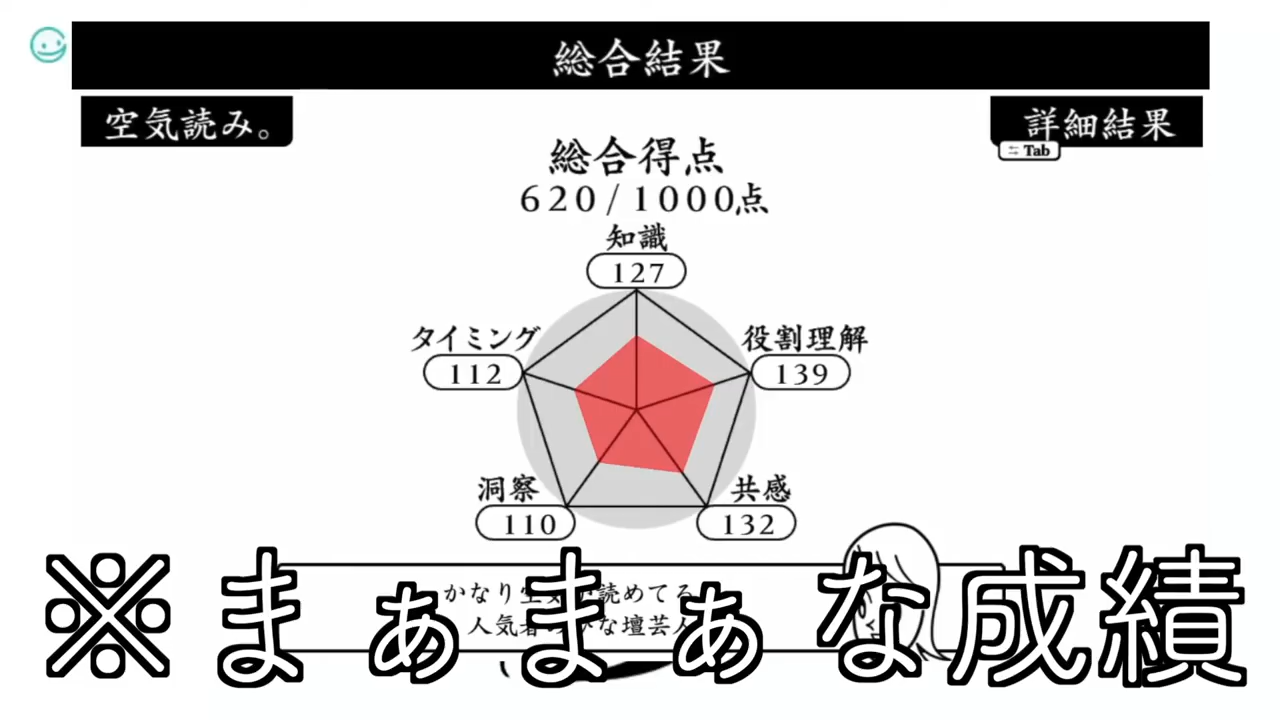 総合結果
空気読み。
詳細結果
Tab
総合得点
620/1000点
知識
127
タイミング
112
役割理解
139
洞察
110
共感
132
かなり空気 読めてる
人気者 な壇芸人
※まぁまぁな成績